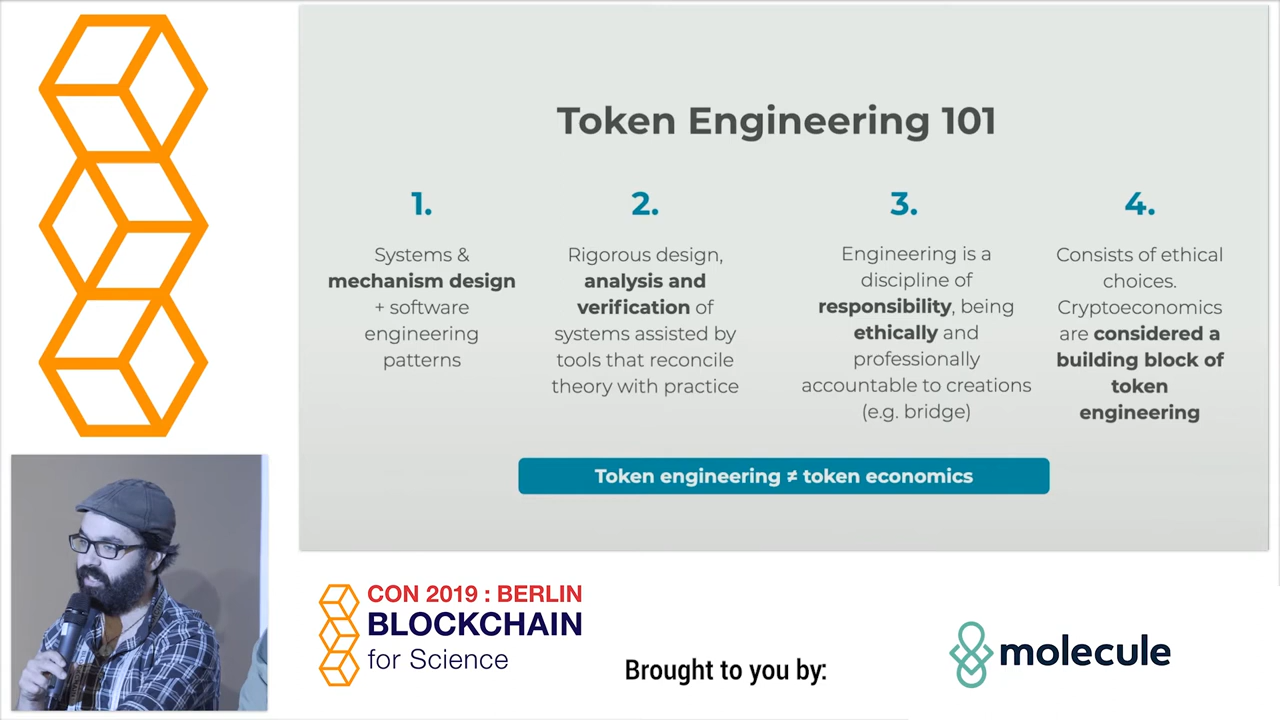 Token Engineering 101
1.
Systems &
mechanism design
+ software
engineering
patterns
2.
Rigorous design,
analysis and
verification of
systems assisted by
tools that reconcile
theory with practice
3.
Engineering is a
discipline of
responsibility, being
ethically and
professionally
accountable to creations
(e.g. bridge)
4.
Consists of ethical
choices.
Cryptoeconomics
are considered a
building block of
token
engineering
Token engineering ≠ token economics
CON 2019 : BERLIN
BLOCKCHAIN
for Science
Brought to you by:
molecule